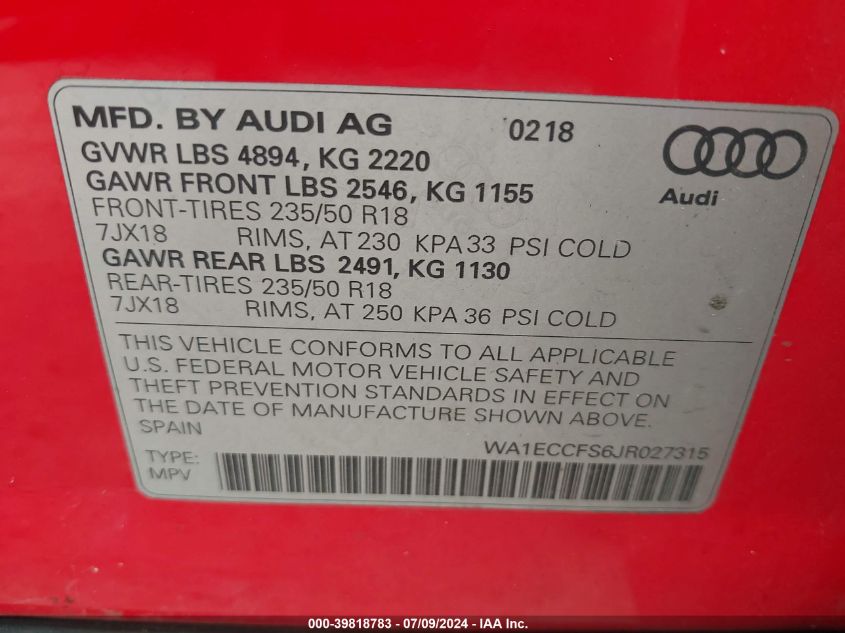 MFD. BY AUDI AG 0218
GVWR LBS 4894, KG 2220
GAWR FRONT LBS 2546, KG 1155
FRONT-TIRES 235/50 R18
7JX18 RIMS, AT 230 KPA 33 PSI COLD
GAWR REAR LBS 2491, KG 1130
REAR-TIRES 235/50 R18
7JX18 RIMS, AT 250 KPA 36 PSI COLD
Audi
THIS VEHICLE CONFORMS TO ALL APPLICABLE
U.S. FEDERAL MOTOR VEHICLE SAFETY AND
THEFT PREVENTION STANDARDS IN EFFECT ON
THE DATE OF MANUFACTURE SHOWN ABOVE.
SPAIN
WA1ECCFS6JR027315
TYPE:
MPV
000-39818783 - 07/09/2024 - IAA Inc.